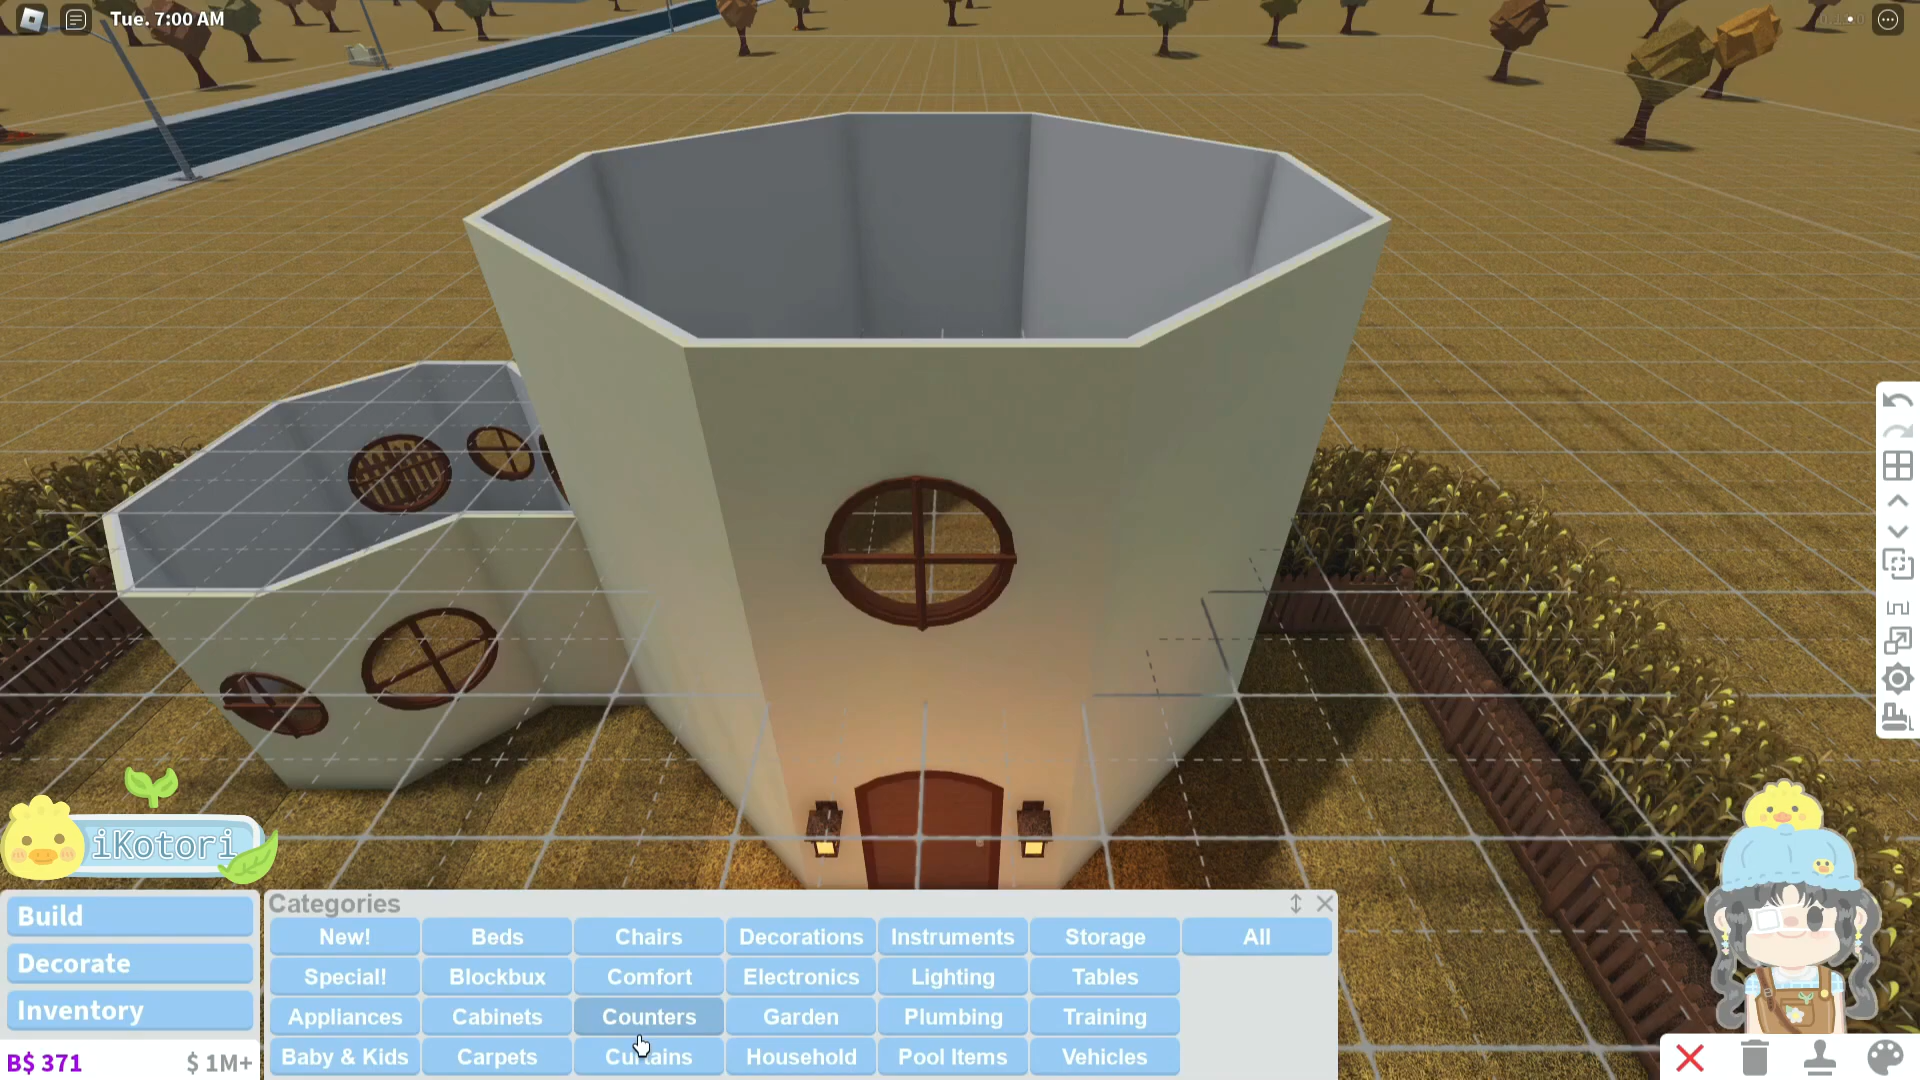 Tue. 7:00 AM
iKotori
Build
Decorate
Inventory
B$ 371
$ 1M+
Categories
New!
Beds
Chairs
Decorations
Instruments
Storage
All
Special!
Blockbux
Comfort
Electronics
Lighting
Tables
Appliances
Cabinets
Counters
Garden
Plumbing
Training
Baby & Kids
Carpets
Curtains
Household
Pool Items
Vehicles